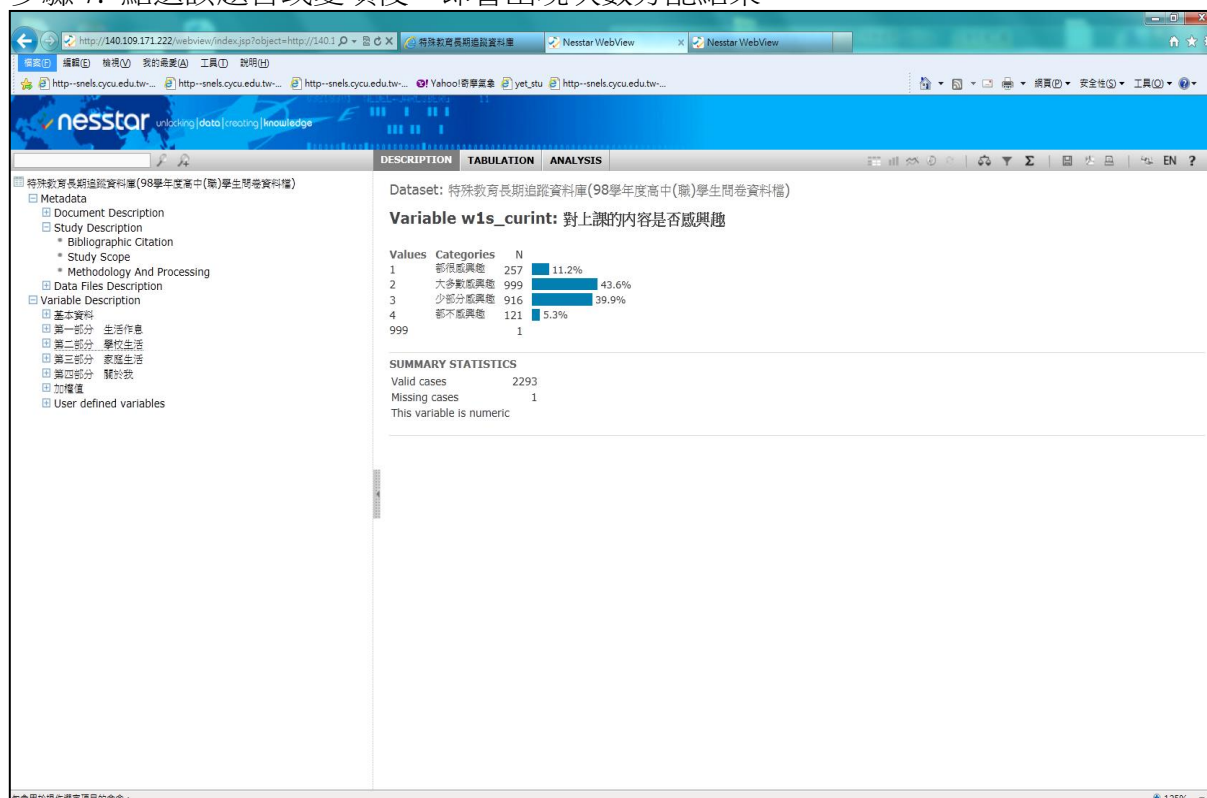 http://140.109.171.222/webview/index.jsp?object=http://140.1
特殊教育長期追蹤資料庫
Nesstar WebView
Nesstar WebView
檔案(F) 編輯(E) 檢視(V) 我的最愛(A) 工具(T) 說明(H)
http--snels.cycu.edu.tw-... http--snels.cycu.edu.tw-... http--snels.cycu.edu.tw-... Yahoo!奇摩氣象 yet_stu http--snels.cycu.edu.tw-...
網頁(P) 安全性(S) 工具(O)
nesstar unlocking|data|creating|knowledge
DESCRIPTION TABULATION ANALYSIS
EN ?
特殊教育長期追蹤資料庫(98學年度高中(職)學生問卷資料檔)
Metadata
Document Description
Study Description
* Bibliographic Citation
* Study Scope
* Methodology And Processing
Data Files Description
Variable Description
基本資料
第一部分 生活作息
第二部分 學校生活
第三部分 家庭生活
第四部分 關於我
加權值
User defined variables
Dataset: 特殊教育長期追蹤資料庫(98學年度高中(職)學生問卷資料檔)
Variable w1s_curint: 對上課的內容是否感興趣
Values Categories N
1 都很感興趣 257 11.2%
2 大多數感興趣 999 43.6%
3 少部分感興趣 916 39.9%
4 都不感興趣 121 5.3%
999 1
SUMMARY STATISTICS
Valid cases 2293
Missing cases 1
This variable is numeric